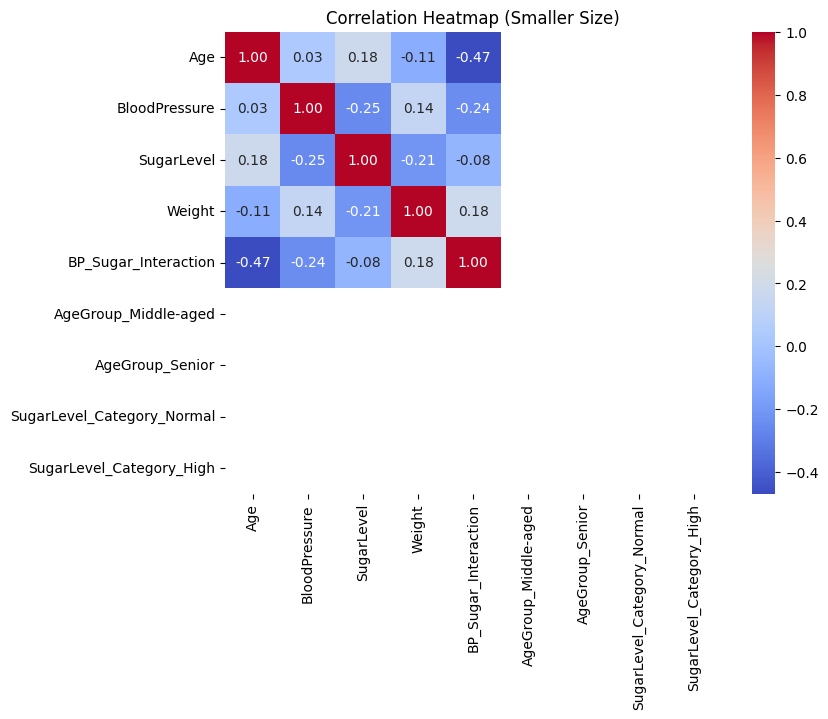 Correlation Heatmap (Smaller Size)
Age 1.00 0.03 0.18 -0.11 -0.47
BloodPressure 0.03 1.00 -0.25 0.14 -0.24
SugarLevel 0.18 -0.25 1.00 -0.21 -0.08
Weight -0.11 0.14 -0.21 1.00 0.18
BP_Sugar_Interaction -0.47 -0.24 -0.08 0.18 1.00
AgeGroup_Middle-aged
AgeGroup_Senior
SugarLevel_Category_Normal
SugarLevel_Category_High
Age
BloodPressure
SugarLevel
Weight
BP_Sugar_Interaction
AgeGroup_Middle-aged
AgeGroup_Senior
SugarLevel_Category_Normal
SugarLevel_Category_High
1.0
0.8
0.6
0.4
0.2
0.0
−0.2
−0.4